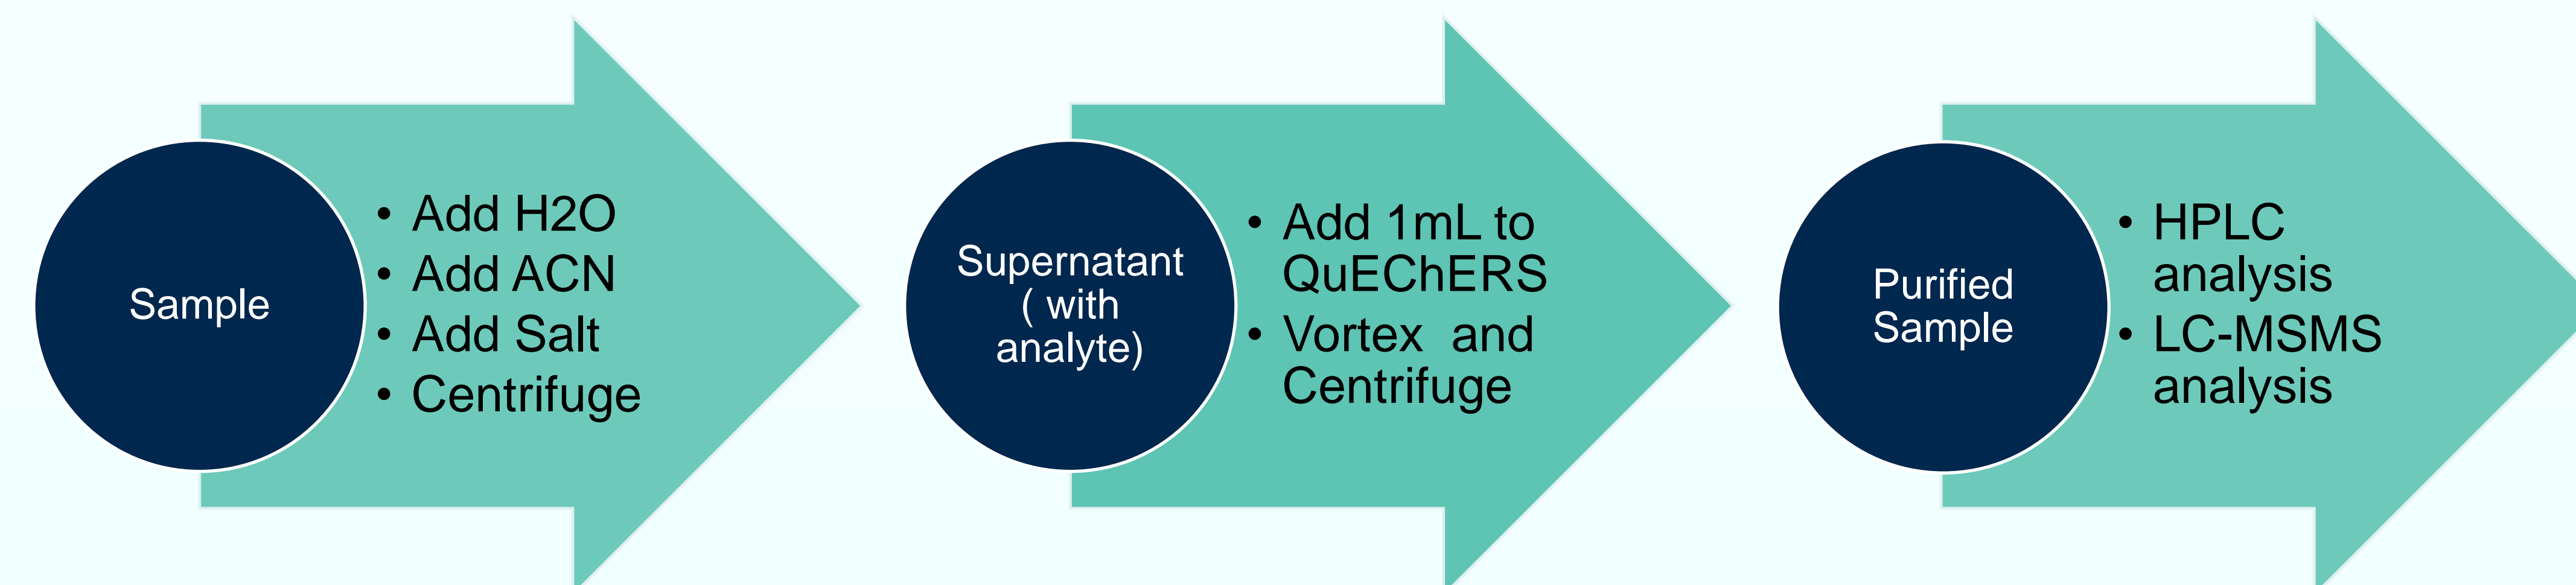 Sample
• Add H2O
• Add ACN
• Add Salt
• Centrifuge
Supernatant
( with
analyte)
• Add 1mL to
QuEChERS
• Vortex and
Centrifuge
Purified
Sample
• HPLC
analysis
• LC-MSMS
analysis